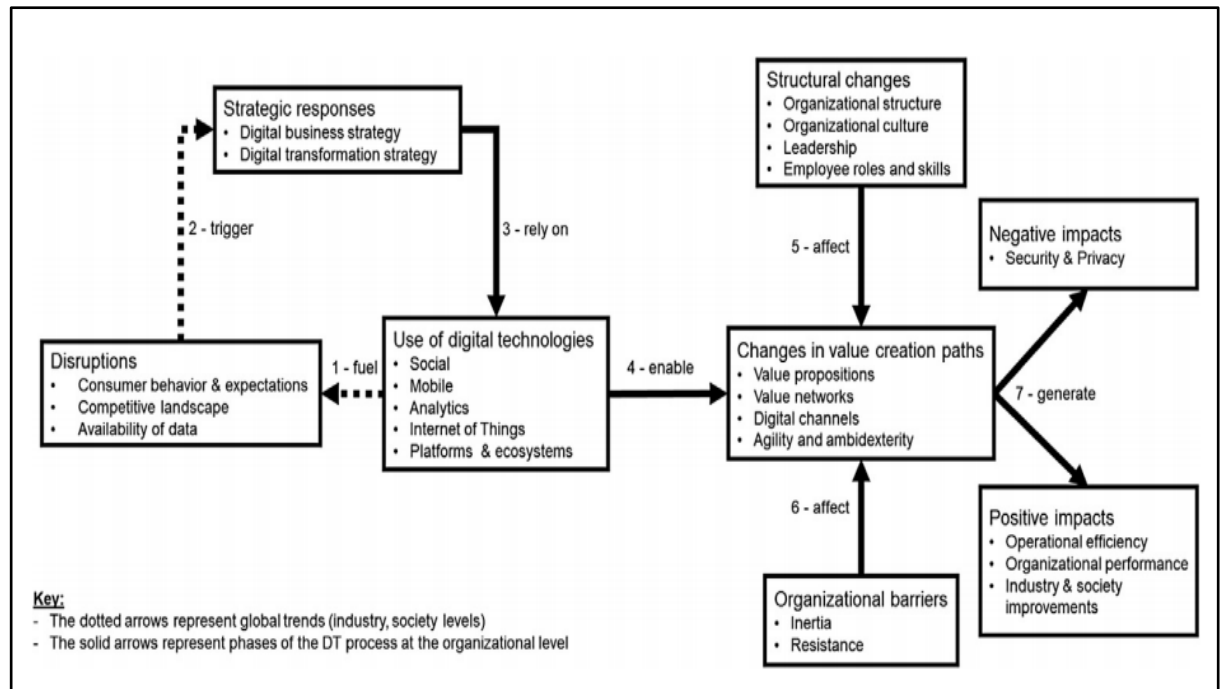 Strategic responses
• Digital business strategy
• Digital transformation strategy
2 - trigger
3 - rely on
Disruptions
• Consumer behavior & expectations
• Competitive landscape
• Availability of data
1 - fuel
Use of digital technologies
• Social
• Mobile
• Analytics
• Internet of Things
• Platforms & ecosystems
4 - enable
Structural changes
• Organizational structure
• Organizational culture
• Leadership
• Employee roles and skills
5 - affect
Changes in value creation paths
• Value propositions
• Value networks
• Digital channels
• Agility and ambidexterity
6 - affect
Organizational barriers
• Inertia
• Resistance
7 - generate
Negative impacts
• Security & Privacy
Positive impacts
• Operational efficiency
• Organizational performance
• Industry & society
improvements
Key:
- The dotted arrows represent global trends (industry, society levels)
- The solid arrows represent phases of the DT process at the organizational level